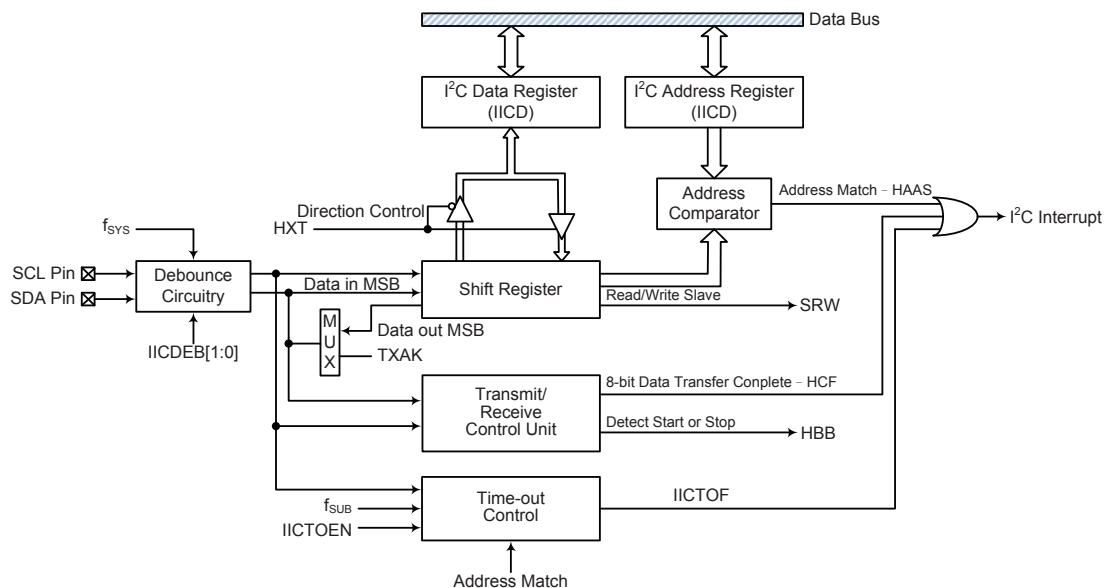 Data Bus
I²C Data Register
(IICD)
I²C Address Register
(IICD)
Direction Control
HXT
Address
Comparator
Address Match - HAAS
I²C Interrupt
fSYS
SCL Pin
SDA Pin
Debounce
Circuitry
IICDEB[1:0]
Data in MSB
Shift Register
Read/Write Slave
SRW
MUX
Data out MSB
TXAK
Transmit/
Receive
Control Unit
8-bit Data Transfer Conplete - HCF
Detect Start or Stop
HBB
fSUB
IICTOEN
Time-out
Control
IICTOF
Address Match